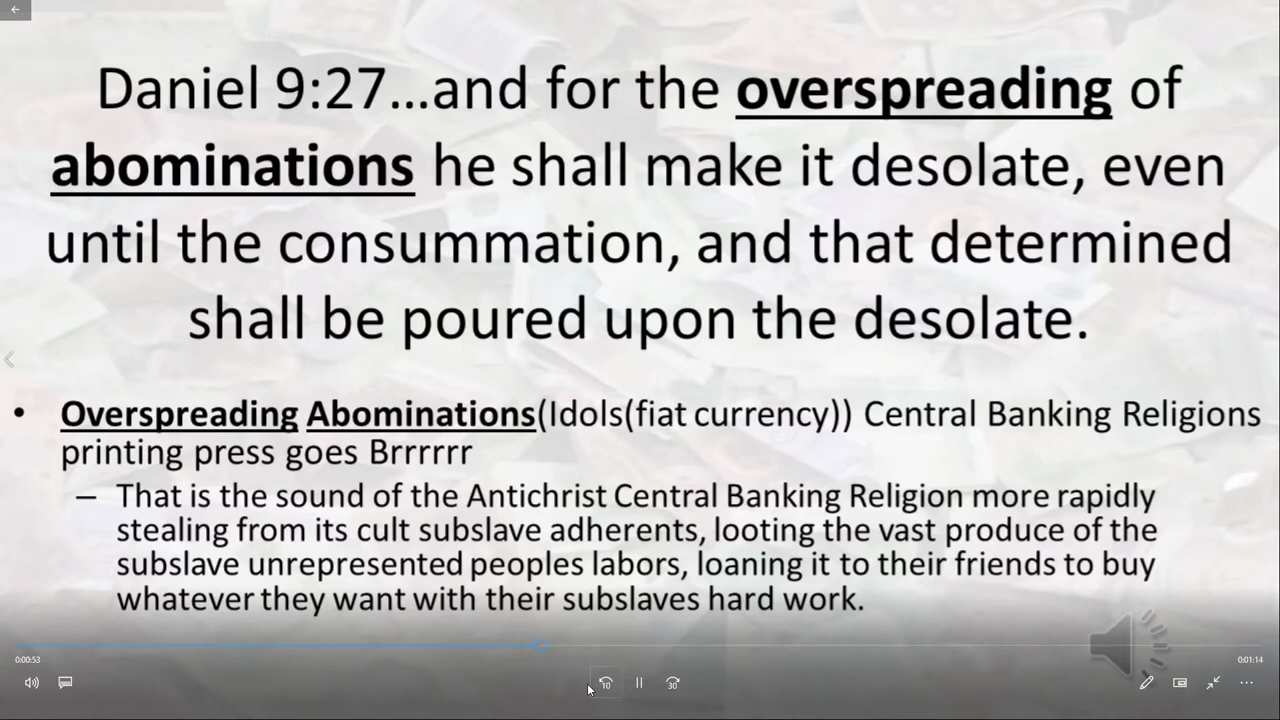 Daniel 9:27…and for the overspreading of
abominations he shall make it desolate, even
until the consummation, and that determined
shall be poured upon the desolate.
• Overspreading Abominations(Idols(fiat currency)) Central Banking Religions
printing press goes Brrrrrr
– That is the sound of the Antichrist Central Banking Religion more rapidly
stealing from its cult subslave adherents, looting the vast produce of the
subslave unrepresented peoples labors, loaning it to their friends to buy
whatever they want with their subslaves hard work.
0:00:53
0:01:14
10
30